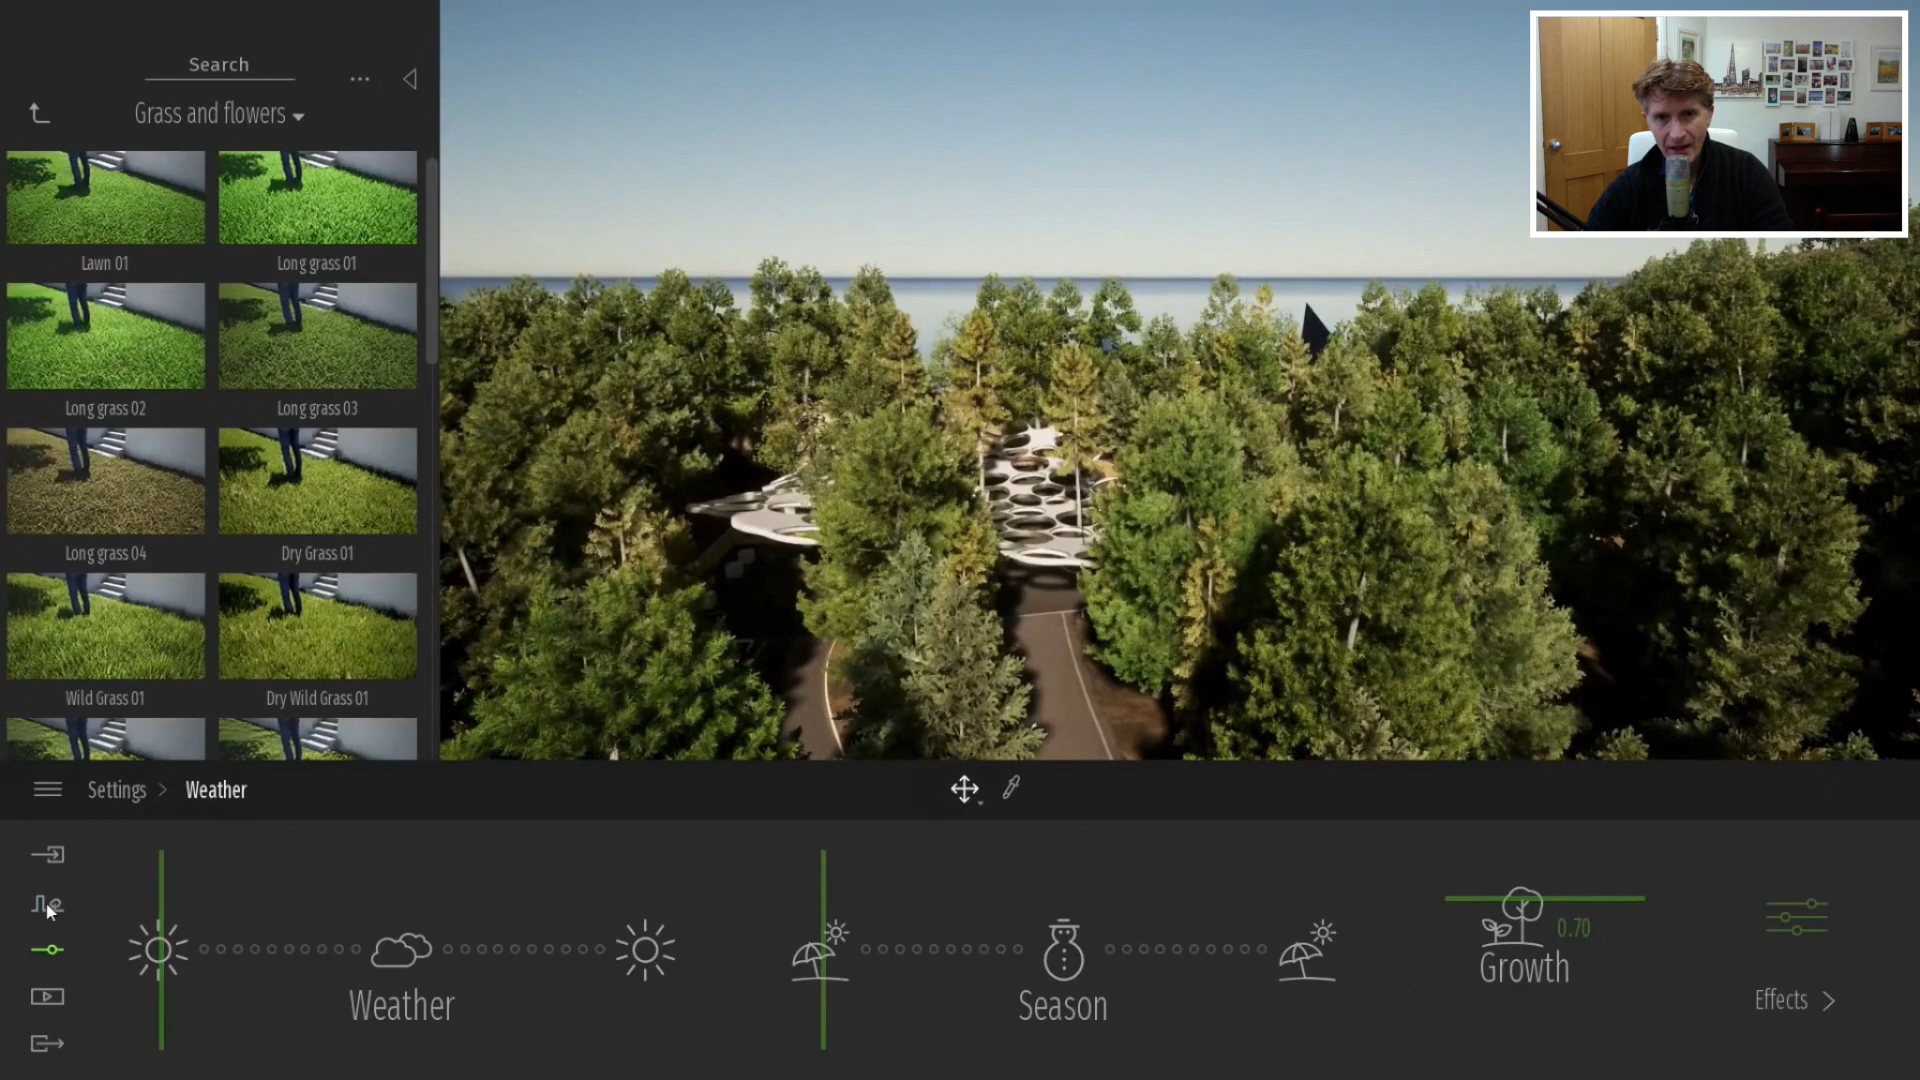 Search
...
Grass and flowers
Lawn 01
Long grass 01
Long grass 02
Long grass 03
Long grass 04
Dry Grass 01
Wild Grass 01
Dry Wild Grass 01
Settings > Weather
0.70
Growth
Weather
Season
Effects >